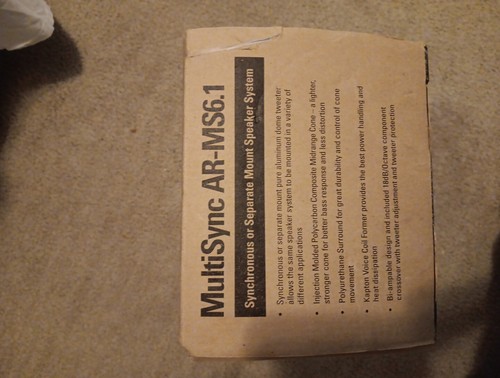 MultiSync AR-MS6.1
Synchronous or Separate Mount Speaker System
• Synchronous or separate mount pure aluminum dome tweeter
allows the same speaker system to be mounted in a variety of
different applications
• Injection Molded Polycarbon Composite Midrange Cone - a lighter,
stronger cone for better bass response and less distortion
• Polyurethane Surround for great durability and control of cone
movement
• Kapton Voice Coil Former provides the best power handling and
heat dissipation
• Bi-ampable design and included 18dB/Octave component
crossover with tweeter adjustment and tweeter protection